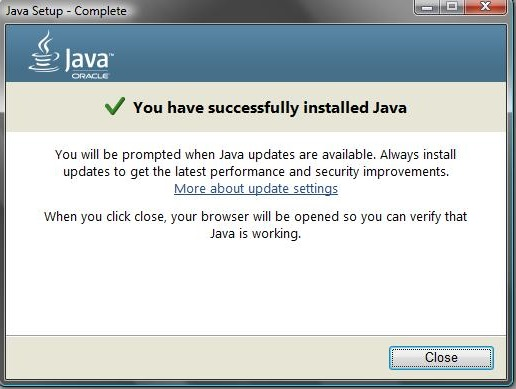 Java Setup - Complete
Java™
ORACLE
You have successfully installed Java
You will be prompted when Java updates are available. Always install
updates to get the latest performance and security improvements.
More about update settings
When you click close, your browser will be opened so you can verify that
Java is working.
Close